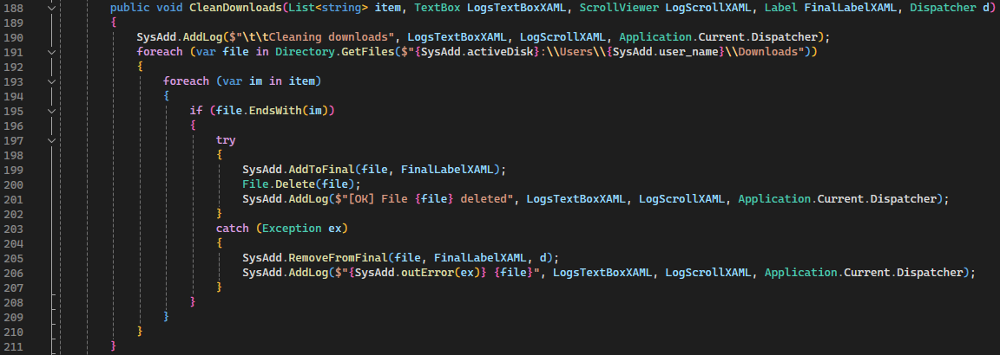 188 public void CleanDownloads(List<string> item, TextBox LogsTextBoxXAML, ScrollViewer LogScrollXAML, Label FinalLabelXAML, Dispatcher d)
189 {
190 SysAdd.AddLog($"\t\tCleaning downloads", LogsTextBoxXAML, LogScrollXAML, Application.Current.Dispatcher);
191 foreach (var file in Directory.GetFiles($"{SysAdd.activeDisk}:\\Users\\{SysAdd.user_name}\\Downloads"))
192 {
193 foreach (var im in item)
194 {
195 if (file.EndsWith(im))
196 {
197 try
198 {
199 SysAdd.AddToFinal(file, FinalLabelXAML);
200 File.Delete(file);
201 SysAdd.AddLog($"[OK] File {file} deleted", LogsTextBoxXAML, LogScrollXAML, Application.Current.Dispatcher);
202 }
203 catch (Exception ex)
204 {
205 SysAdd.RemoveFromFinal(file, FinalLabelXAML, d);
206 SysAdd.AddLog($"{SysAdd.outError(ex)} {file}", LogsTextBoxXAML, LogScrollXAML, Application.Current.Dispatcher);
207 }
208 }
209 }
210 }
211 }